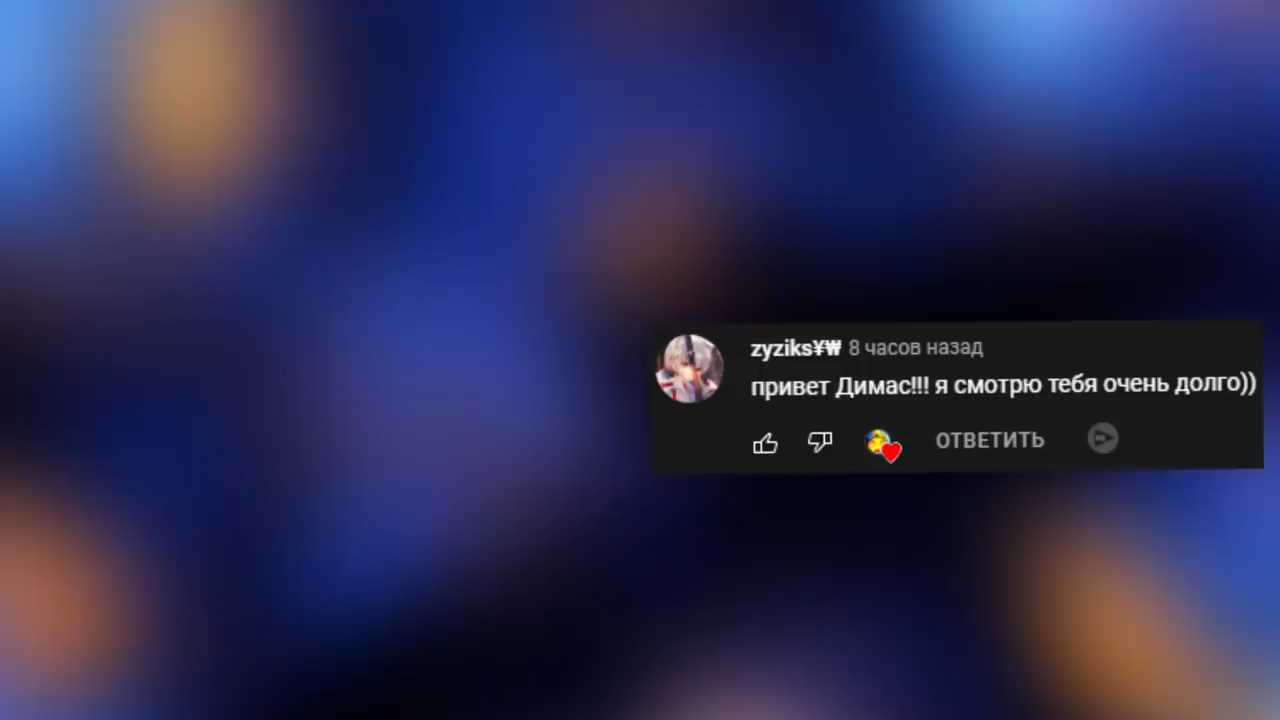 zyziks¥₩ 8 часов назад
привет Димас!!! я смотрю тебя очень долго))
ОТВЕТИТЬ